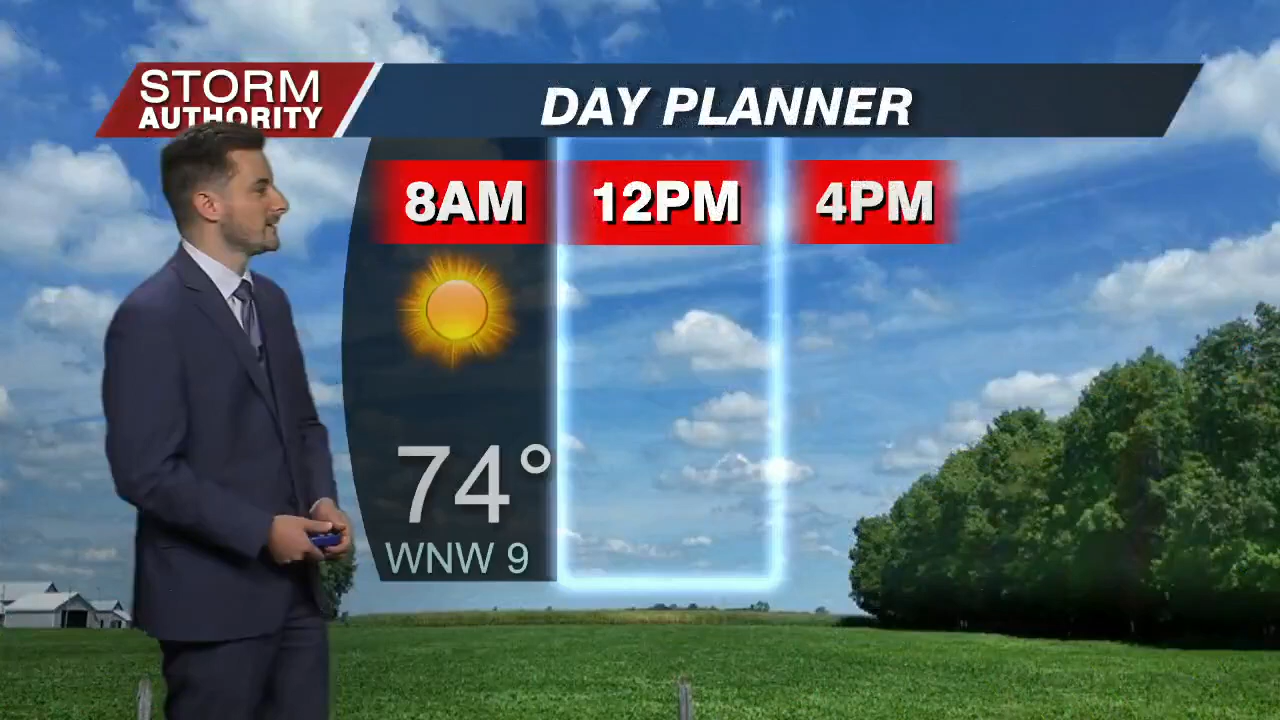 STORM
AUTHORITY
DAY PLANNER
8AM
12PM
4PM
74°
WNW 9